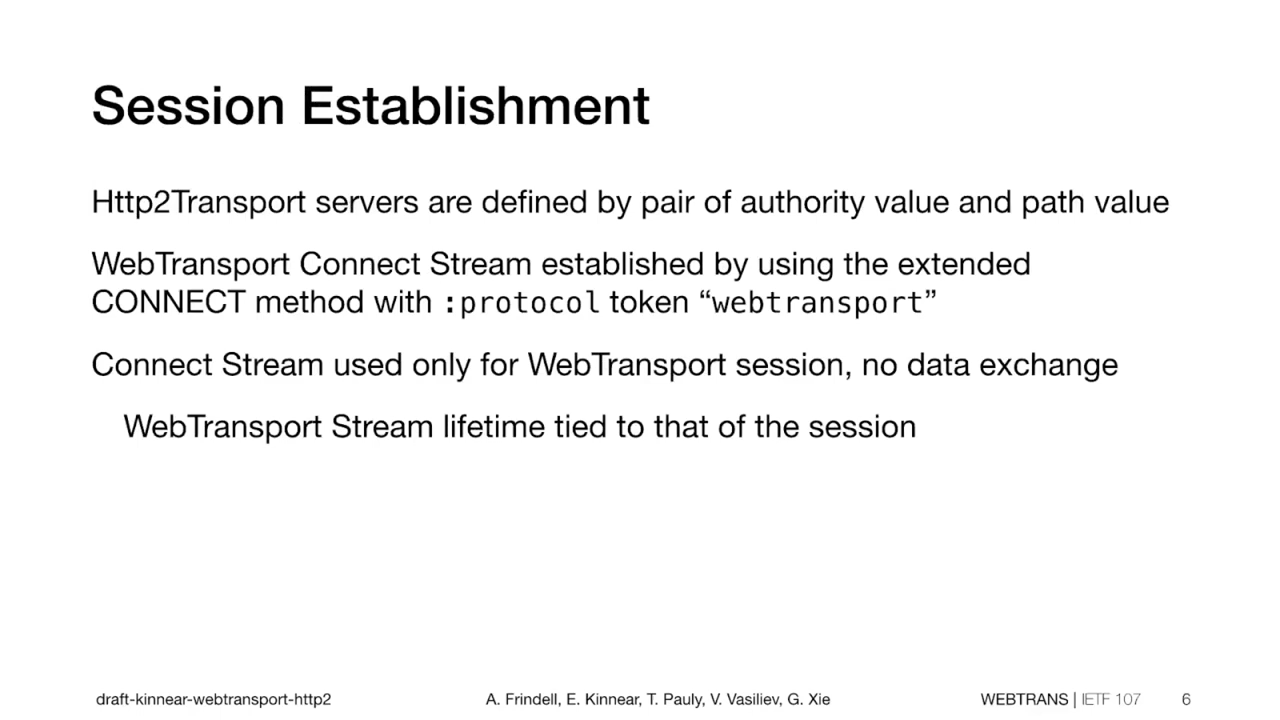 Session Establishment
Http2Transport servers are defined by pair of authority value and path value
WebTransport Connect Stream established by using the extended
CONNECT method with :protocol token “webtransport”
Connect Stream used only for WebTransport session, no data exchange
WebTransport Stream lifetime tied to that of the session
draft-kinnear-webtransport-http2
A. Frindell, E. Kinnear, T. Pauly, V. Vasiliev, G. Xie
WEBTRANS | IETF 107
6